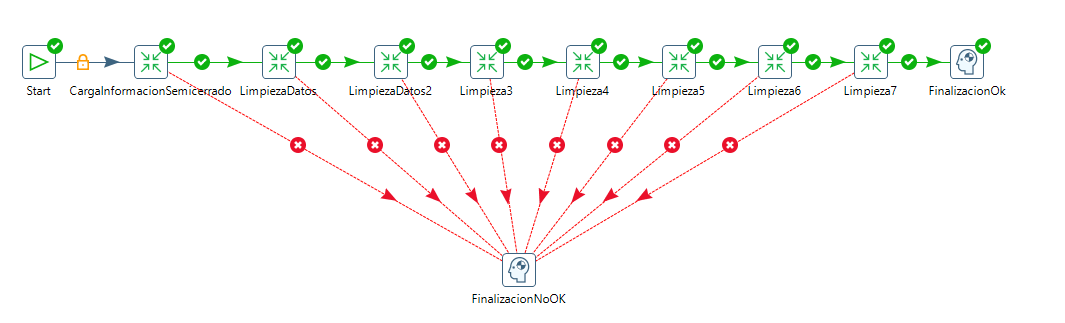 Start
CargaInformacionSemicerrado
LimpiezaDatos
LimpiezaDatos2
Limpieza3
Limpieza4
Limpieza5
Limpieza6
Limpieza7
FinalizacionOk
FinalizacionNoOK